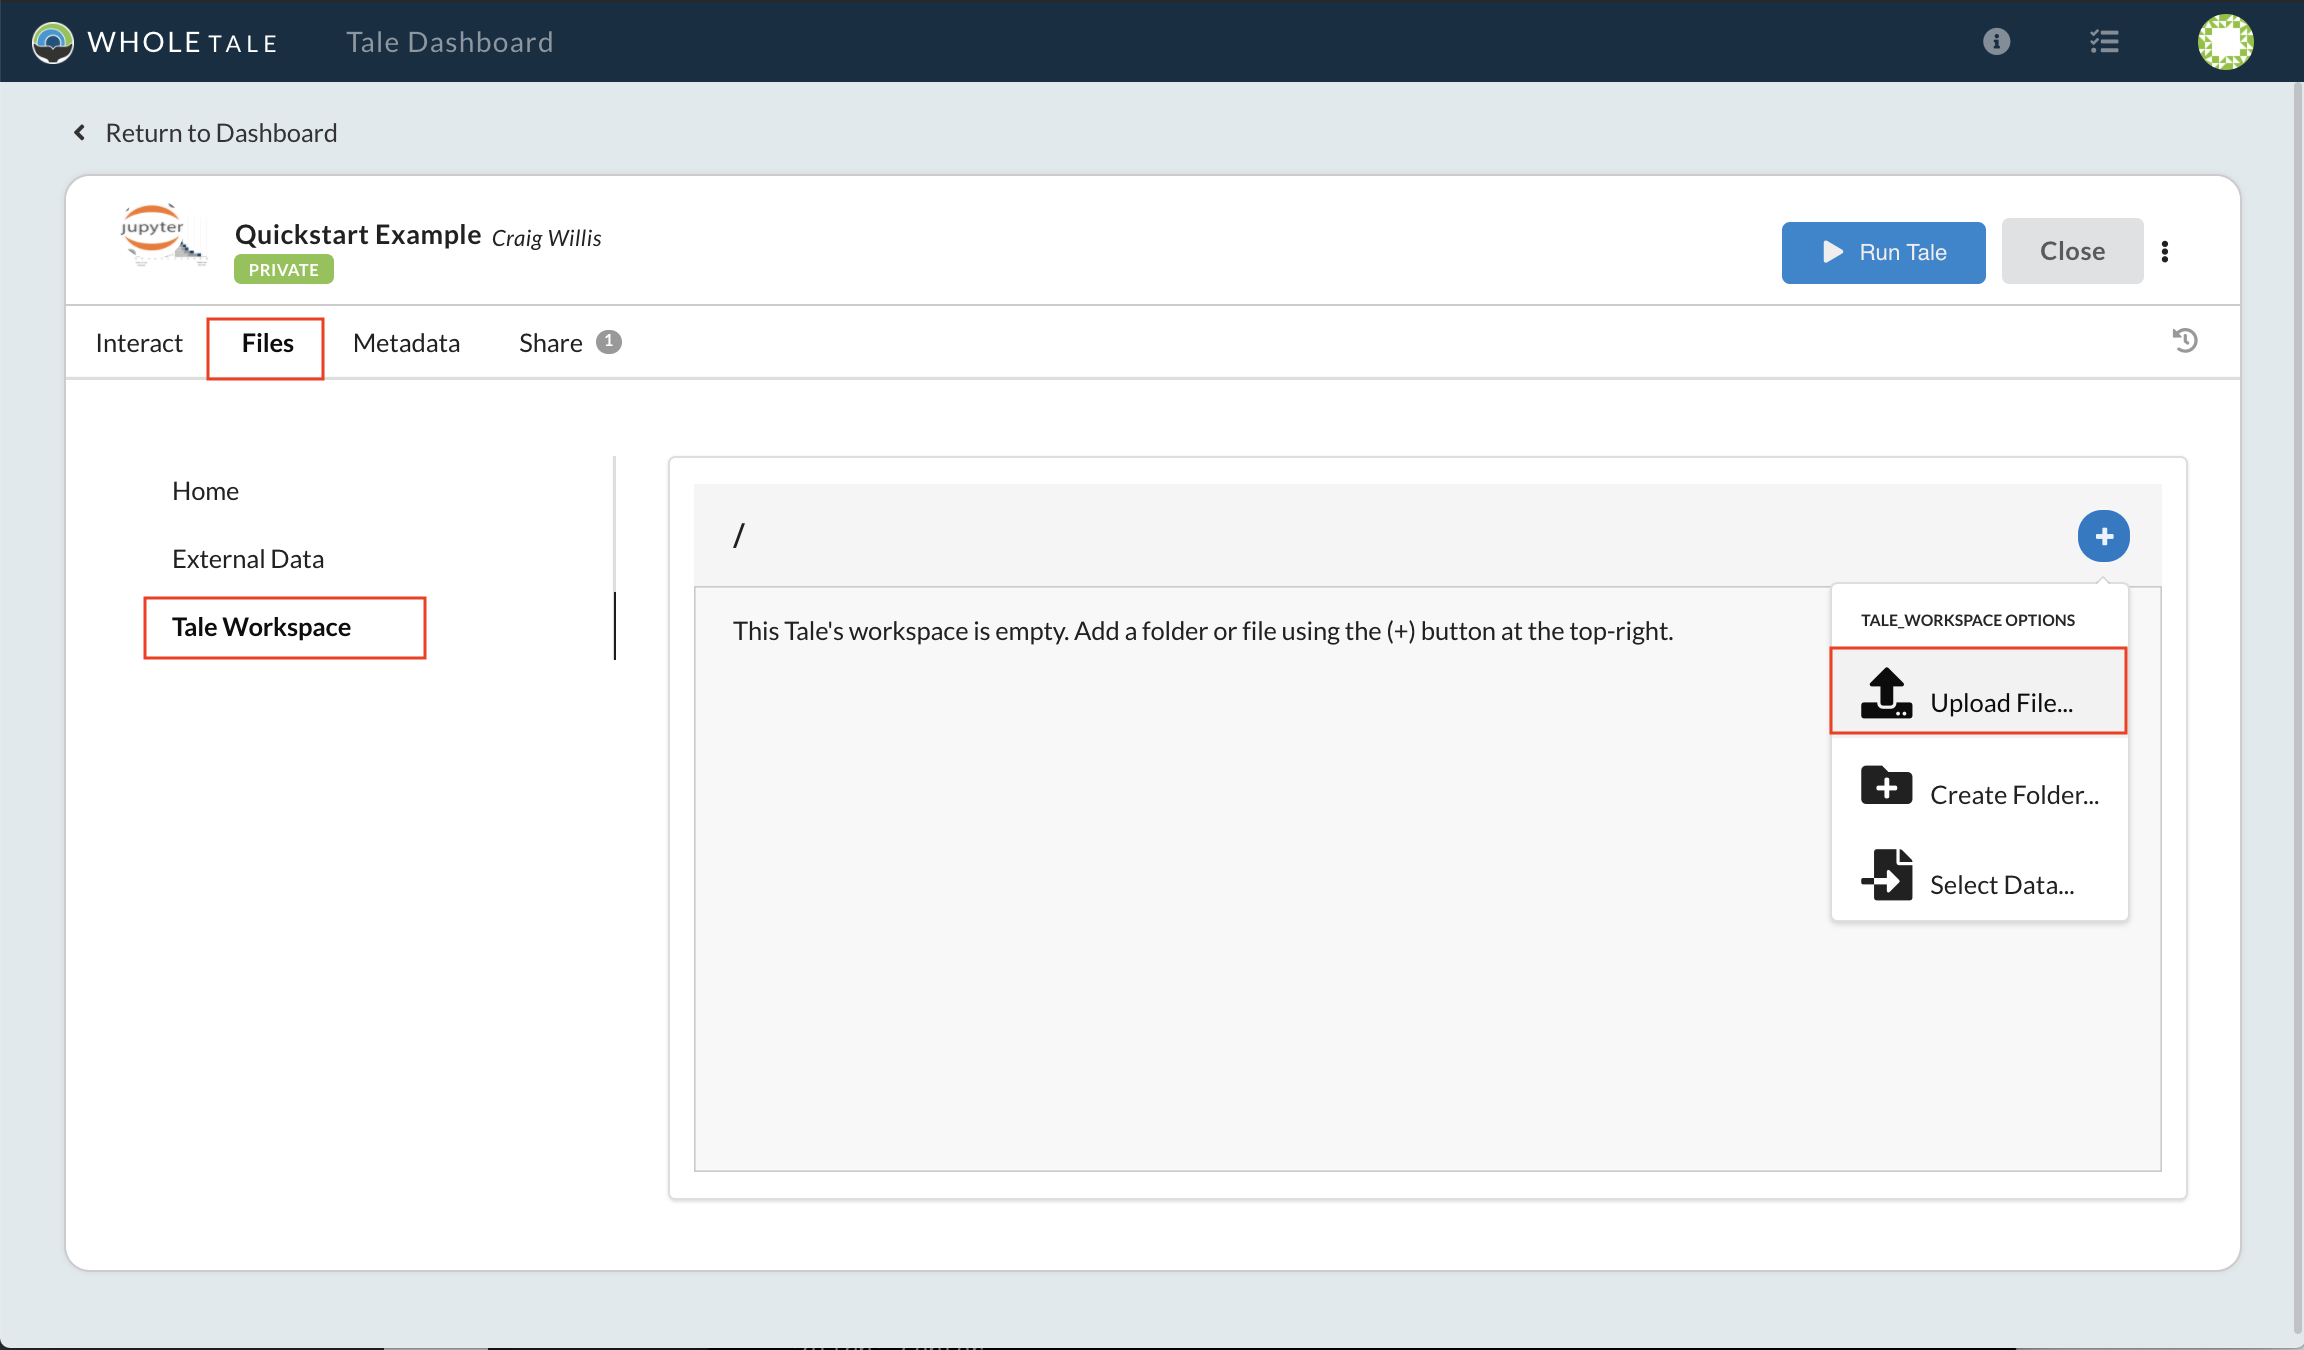 WHOLE TALE Tale Dashboard
Return to Dashboard
jupyter
Quickstart Example Craig Willis
PRIVATE
Run Tale
Close
Interact Files Metadata Share 1
Home
External Data
Tale Workspace
/
This Tale's workspace is empty. Add a folder or file using the (+) button at the top-right.
TALE_WORKSPACE OPTIONS
Upload File...
Create Folder...
Select Data...